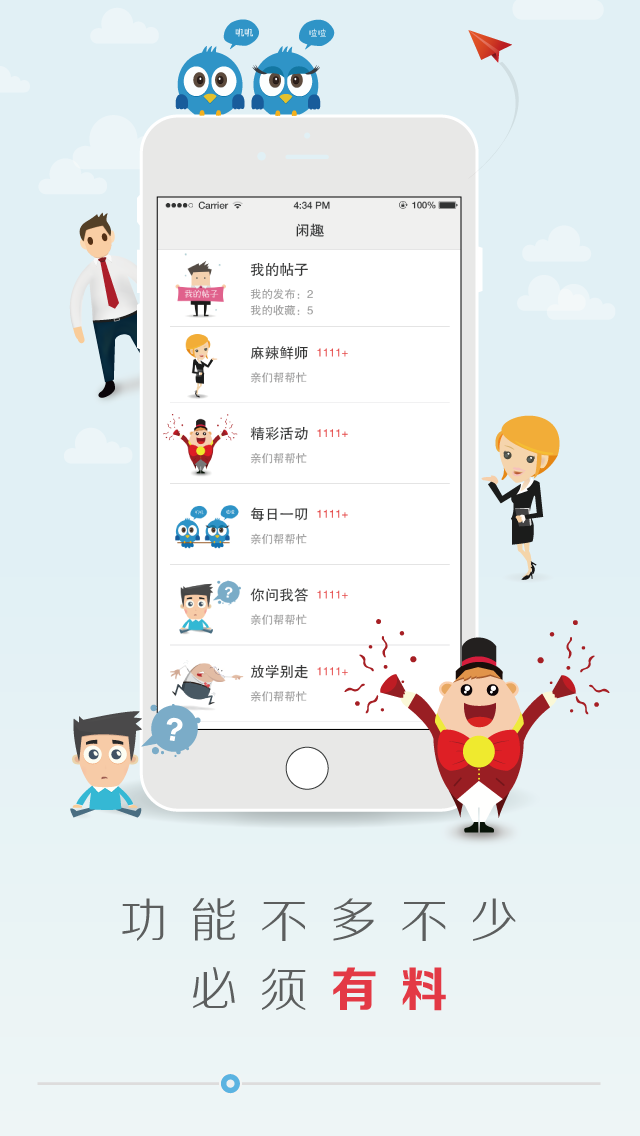 叽叽
喳喳
Carrier 4:34 PM 100%
闲趣
我的帖子
我的帖子
我的发布：2
我的收藏：5
麻辣鲜师 1111+
亲们帮帮忙
精彩活动 1111+
亲们帮帮忙
每日一叨 1111+
亲们帮帮忙
你问我答 1111+
亲们帮帮忙
?
放学别走 1111+
亲们帮帮忙
?
功能不多不少
必须有料